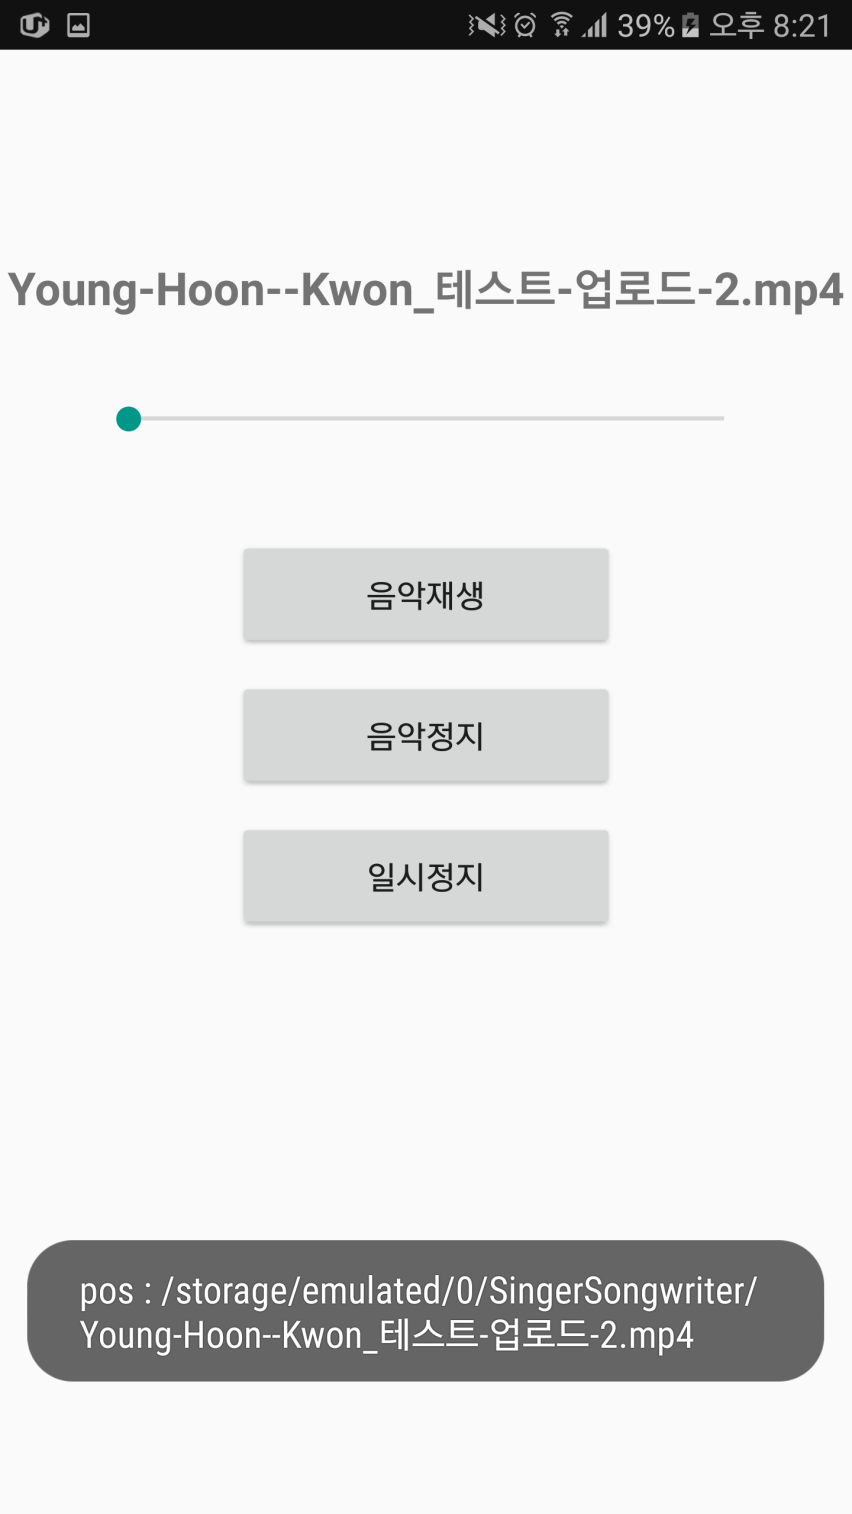 39% 오후 8:21
Young-Hoon--Kwon_테스트-업로드-2.mp4
음악재생
음악정지
일시정지
pos : /storage/emulated/0/SingerSongwriter/
Young-Hoon--Kwon_테스트-업로드-2.mp4